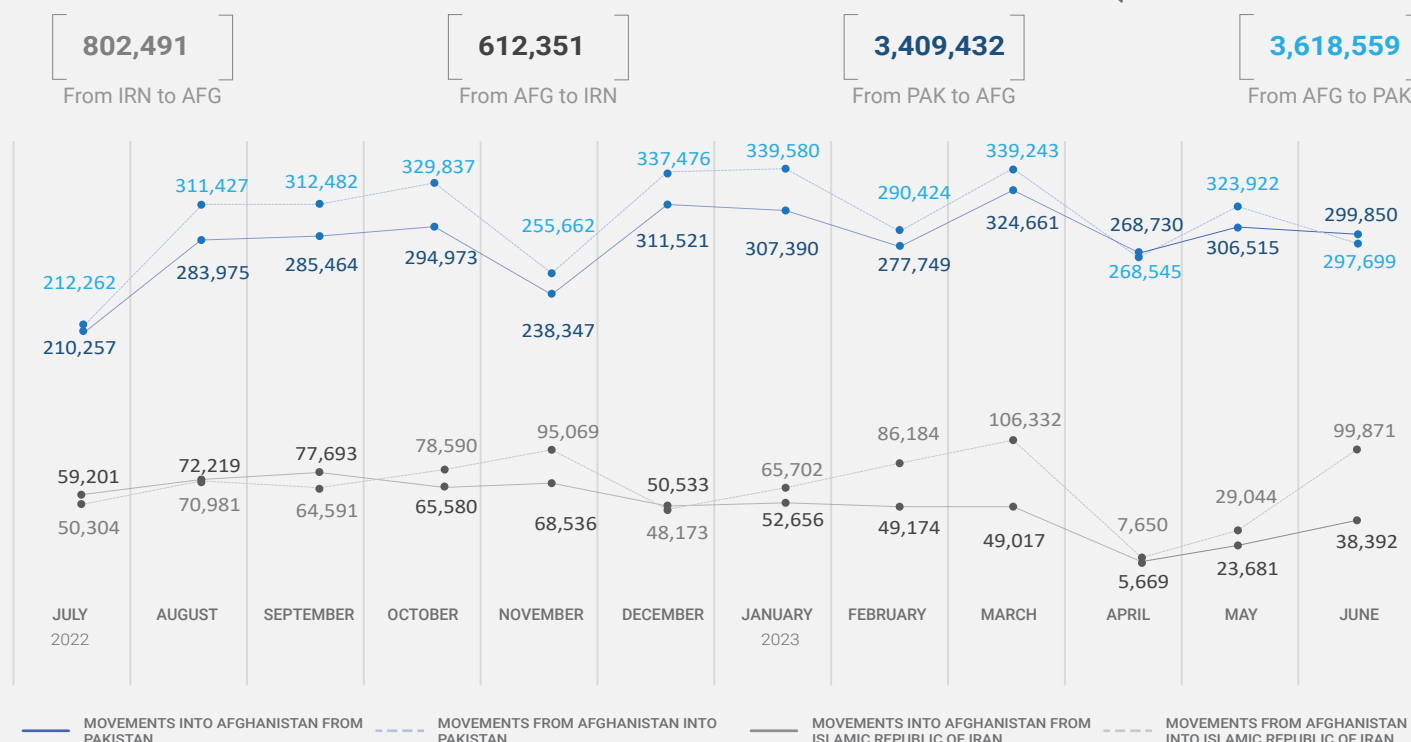 802,491
612,351
3,409,432
3,618,559
From IRN to AFG
From AFG to IRN
From PAK to AFG
From AFG to PAK
212,262
311,427
312,482
329,837
255,662
337,476
339,580
290,424
339,243
268,730
323,922
299,850
210,257
283,975
285,464
294,973
238,347
311,521
307,390
277,749
324,661
268,545
306,515
297,699
59,201
72,219
77,693
78,590
95,069
50,533
65,702
86,184
106,332
7,650
29,044
99,871
50,304
70,981
64,591
65,580
68,536
48,173
52,656
49,174
49,017
5,669
23,681
38,392
JULY
2022
AUGUST
SEPTEMBER
OCTOBER
NOVEMBER
DECEMBER
JANUARY
2023
FEBRUARY
MARCH
APRIL
MAY
JUNE
MOVEMENTS INTO AFGHANISTAN FROM
PAKISTAN
MOVEMENTS FROM AFGHANISTAN INTO
PAKISTAN
MOVEMENTS INTO AFGHANISTAN FROM
ISLAMIC REPUBLIC OF IRAN
MOVEMENTS FROM AFGHANISTAN
INTO ISLAMIC REPUBLIC OF IRAN